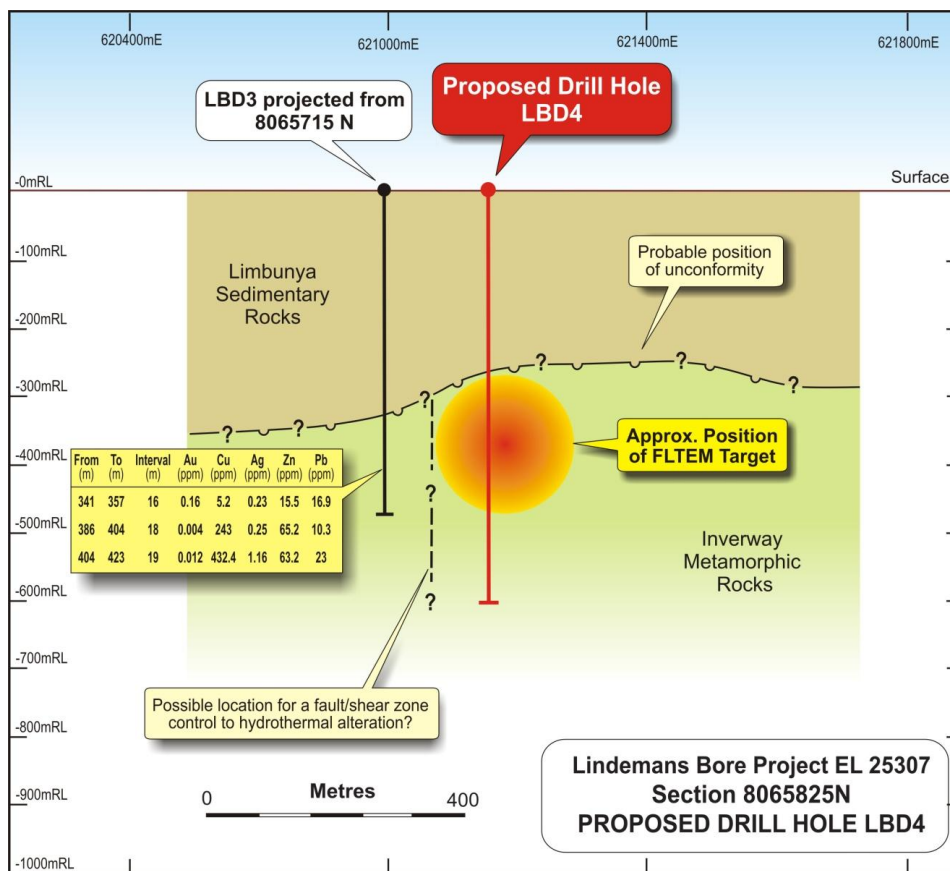 620400mE 621000mE 621400mE 621800mE
LBD3 projected from
8065715 N
Proposed Drill Hole
LBD4
-0mRL
Surface
-100mRL
-200mRL
-300mRL
-400mRL
-500mRL
-600mRL
-700mRL
-800mRL
-900mRL
-1000mRL
Limbunya
Sedimentary
Rocks
Probable position
of unconformity
? ? ? ? ? ?
?
?
Approx. Position
of FLTEM Target
From To Interval Au Cu Ag Zn Pb
(m) (m) (m) (ppm) (ppm) (ppm) (ppm) (ppm)
341 357 16 0.16 5.2 0.23 15.5 16.9
386 404 18 0.004 243 0.25 65.2 10.3
404 423 19 0.012 432.4 1.16 63.2 23
Inverway
Metamorphic
Rocks
Possible location for a fault/shear zone
control to hydrothermal alteration?
0 Metres 400
Lindemans Bore Project EL 25307
Section 8065825N
PROPOSED DRILL HOLE LBD4